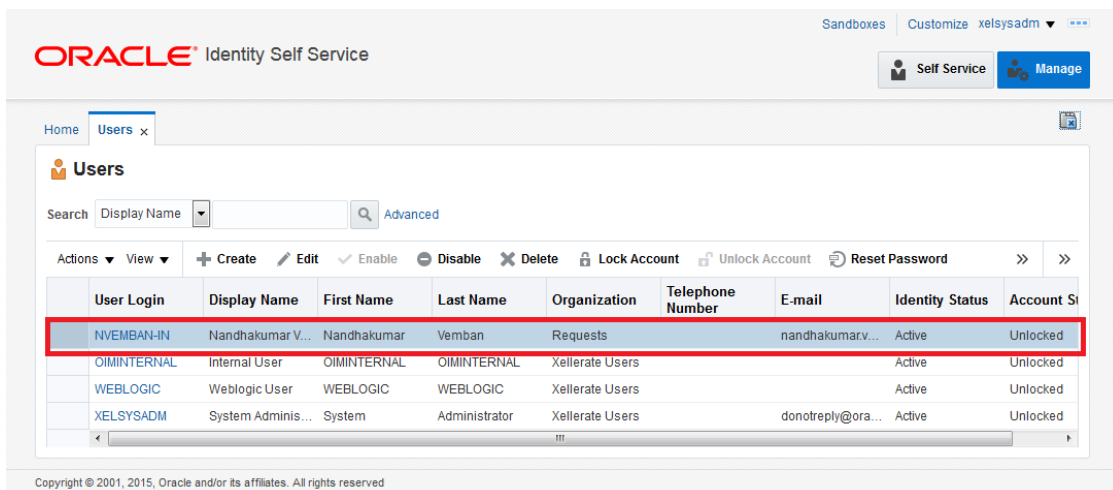 Sandboxes Customize xelsysadm
ORACLE Identity Self Service
Self Service Manage
Home Users x
Users
Search Display Name Advanced
Actions View Create Edit Enable Disable Delete Lock Account Unlock Account Reset Password » »
User Login Display Name First Name Last Name Organization Telephone Number E-mail Identity Status Account St
NVEMBAN-IN Nandhakumar V... Nandhakumar Vemban Requests nandhakumar.v... Active Unlocked
OIMINTERNAL Internal User OIMINTERNAL OIMINTERNAL Xellerate Users Active Unlocked
WEBLOGIC Weblogic User WEBLOGIC WEBLOGIC Xellerate Users Active Unlocked
XELSYSADM System Adminis... System Administrator Xellerate Users donotreply@ora... Active Unlocked
Copyright © 2001, 2015, Oracle and/or its affiliates. All rights reserved